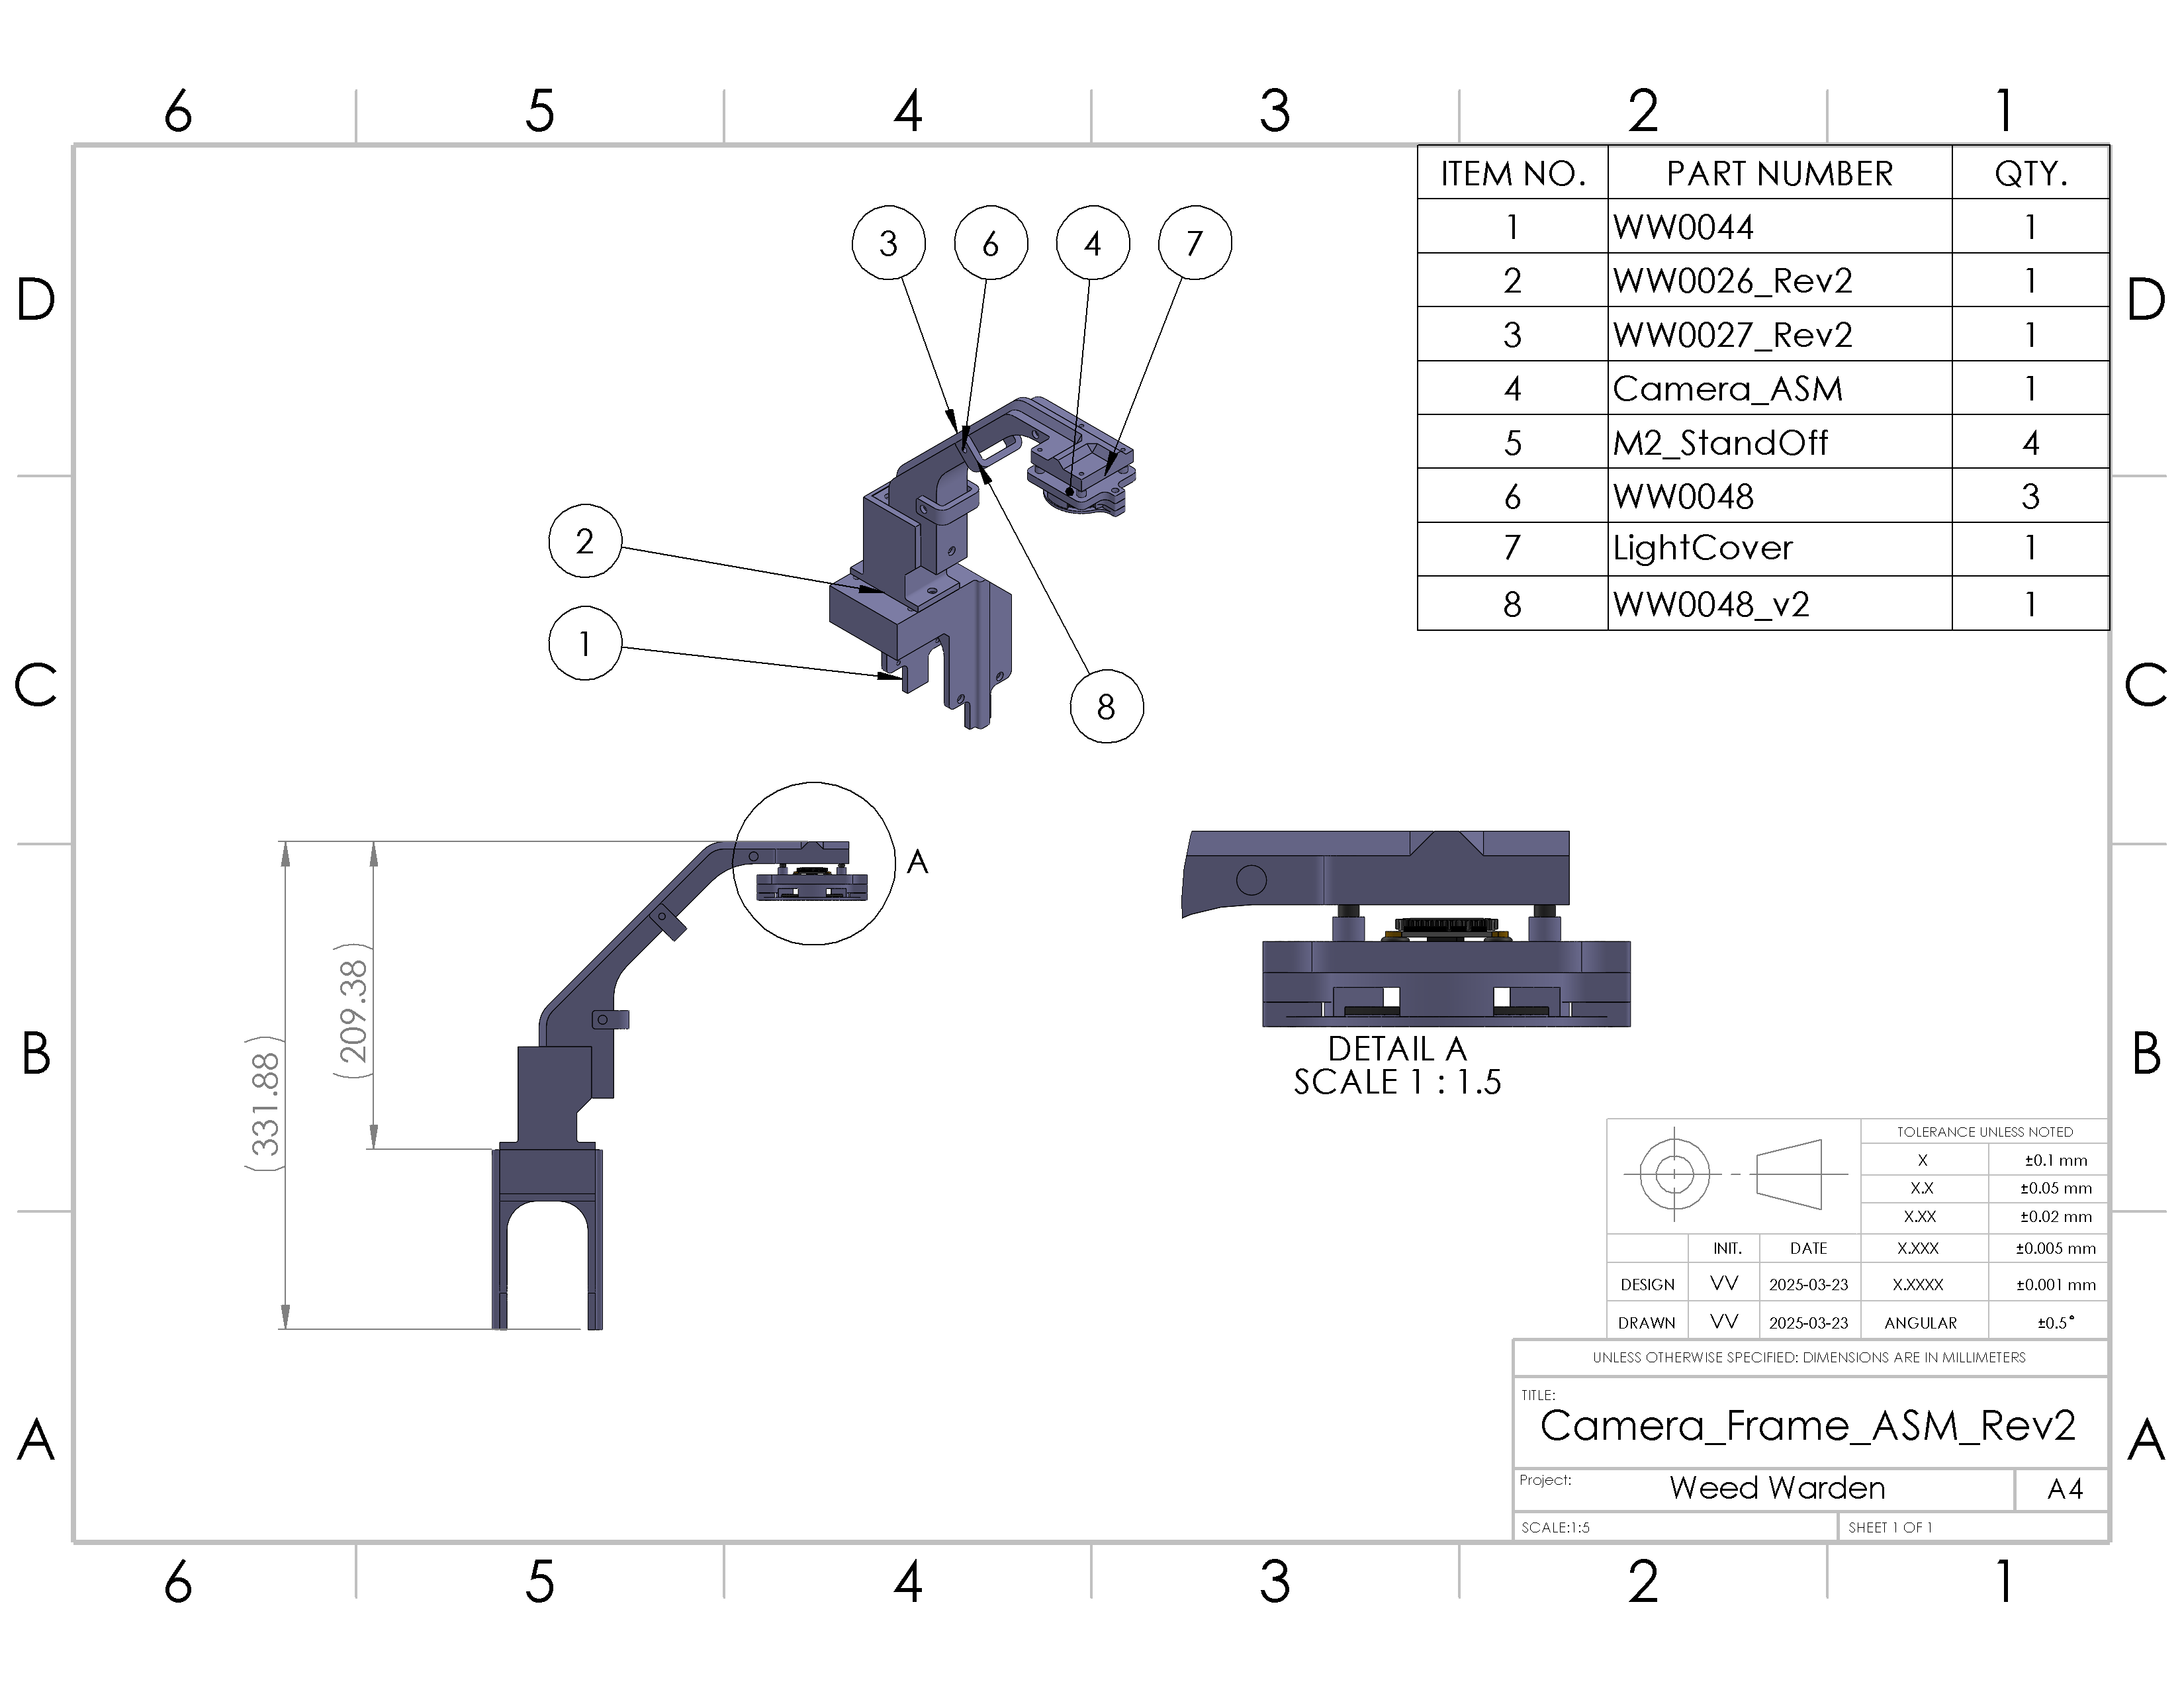 6 5 4 3 2 1
ITEM NO. PART NUMBER QTY.
1 WW0044 1
2 WW0026_Rev2 1
3 WW0027_Rev2 1
4 Camera_ASM 1
5 M2_StandOff 4
6 WW0048 3
7 LightCover 1
8 WW0048_v2 1
3 6 4 7
D D
2
1
8
C C
A
(331.88)
(209.38)
DETAIL A
SCALE 1 : 1.5
B B
TOLERANCE UNLESS NOTED
X ±0.1 mm
X.X ±0.05 mm
X.XX ±0.02 mm
INIT. DATE X.XXX ±0.005 mm
DESIGN VV 2025-03-23 X.XXXX ±0.001 mm
DRAWN VV 2025-03-23 ANGULAR ±0.5°
UNLESS OTHERWISE SPECIFIED: DIMENSIONS ARE IN MILLIMETERS
TITLE:
Camera_Frame_ASM_Rev2
A A
Project: Weed Warden A4
SCALE:1:5 SHEET 1 OF 1
6 5 4 3 2 1